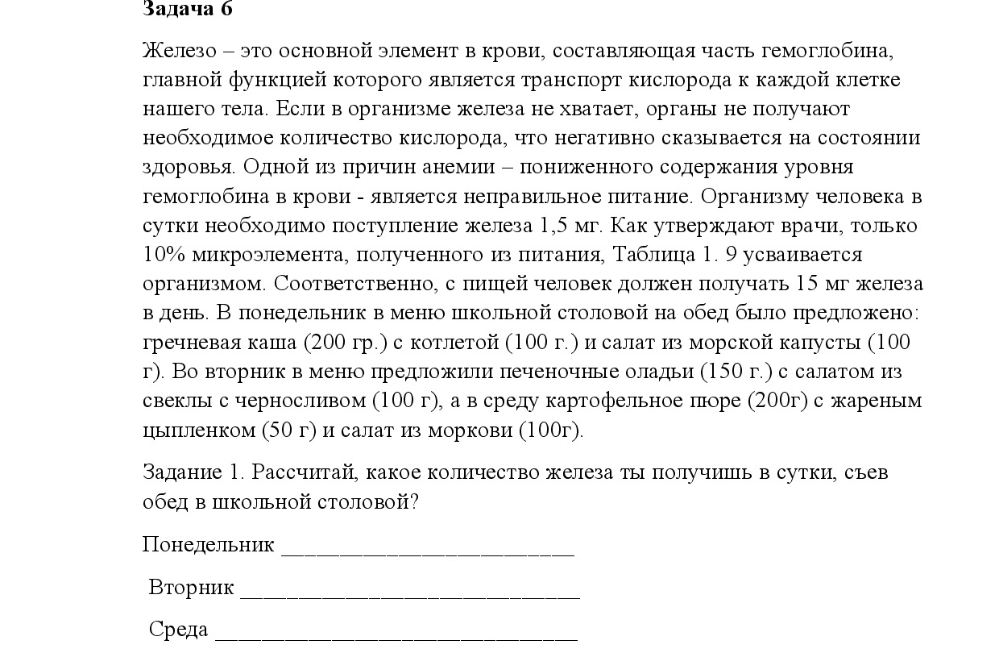 Задача 6
Железо – это основной элемент в крови, составляющая часть гемоглобина,
главной функцией которого является транспорт кислорода к каждой клетке
нашего тела. Если в организме железа не хватает, органы не получают
необходимое количество кислорода, что негативно сказывается на состоянии
здоровья. Одной из причин анемии – пониженного содержания уровня
гемоглобина в крови - является неправильное питание. Организму человека в
сутки необходимо поступление железа 1,5 мг. Как утверждают врачи, только
10% микроэлемента, полученного из питания, Таблица 1. 9 усваивается
организмом. Соответственно, с пищей человек должен получать 15 мг железа
в день. В понедельник в меню школьной столовой на обед было предложено:
гречневая каша (200 гр.) с котлетой (100 г.) и салат из морской капусты (100
г). Во вторник в меню предложили печеночные оладьи (150 г.) с салатом из
свеклы с черносливом (100 г), а в среду картофельное пюре (200г) с жареным
цыпленком (50 г) и салат из моркови (100г).
Задание 1. Рассчитай, какое количество железа ты получишь в сутки, съев
обед в школьной столовой?
Понедельник __________________________
Вторник ______________________________
Среда ________________________________